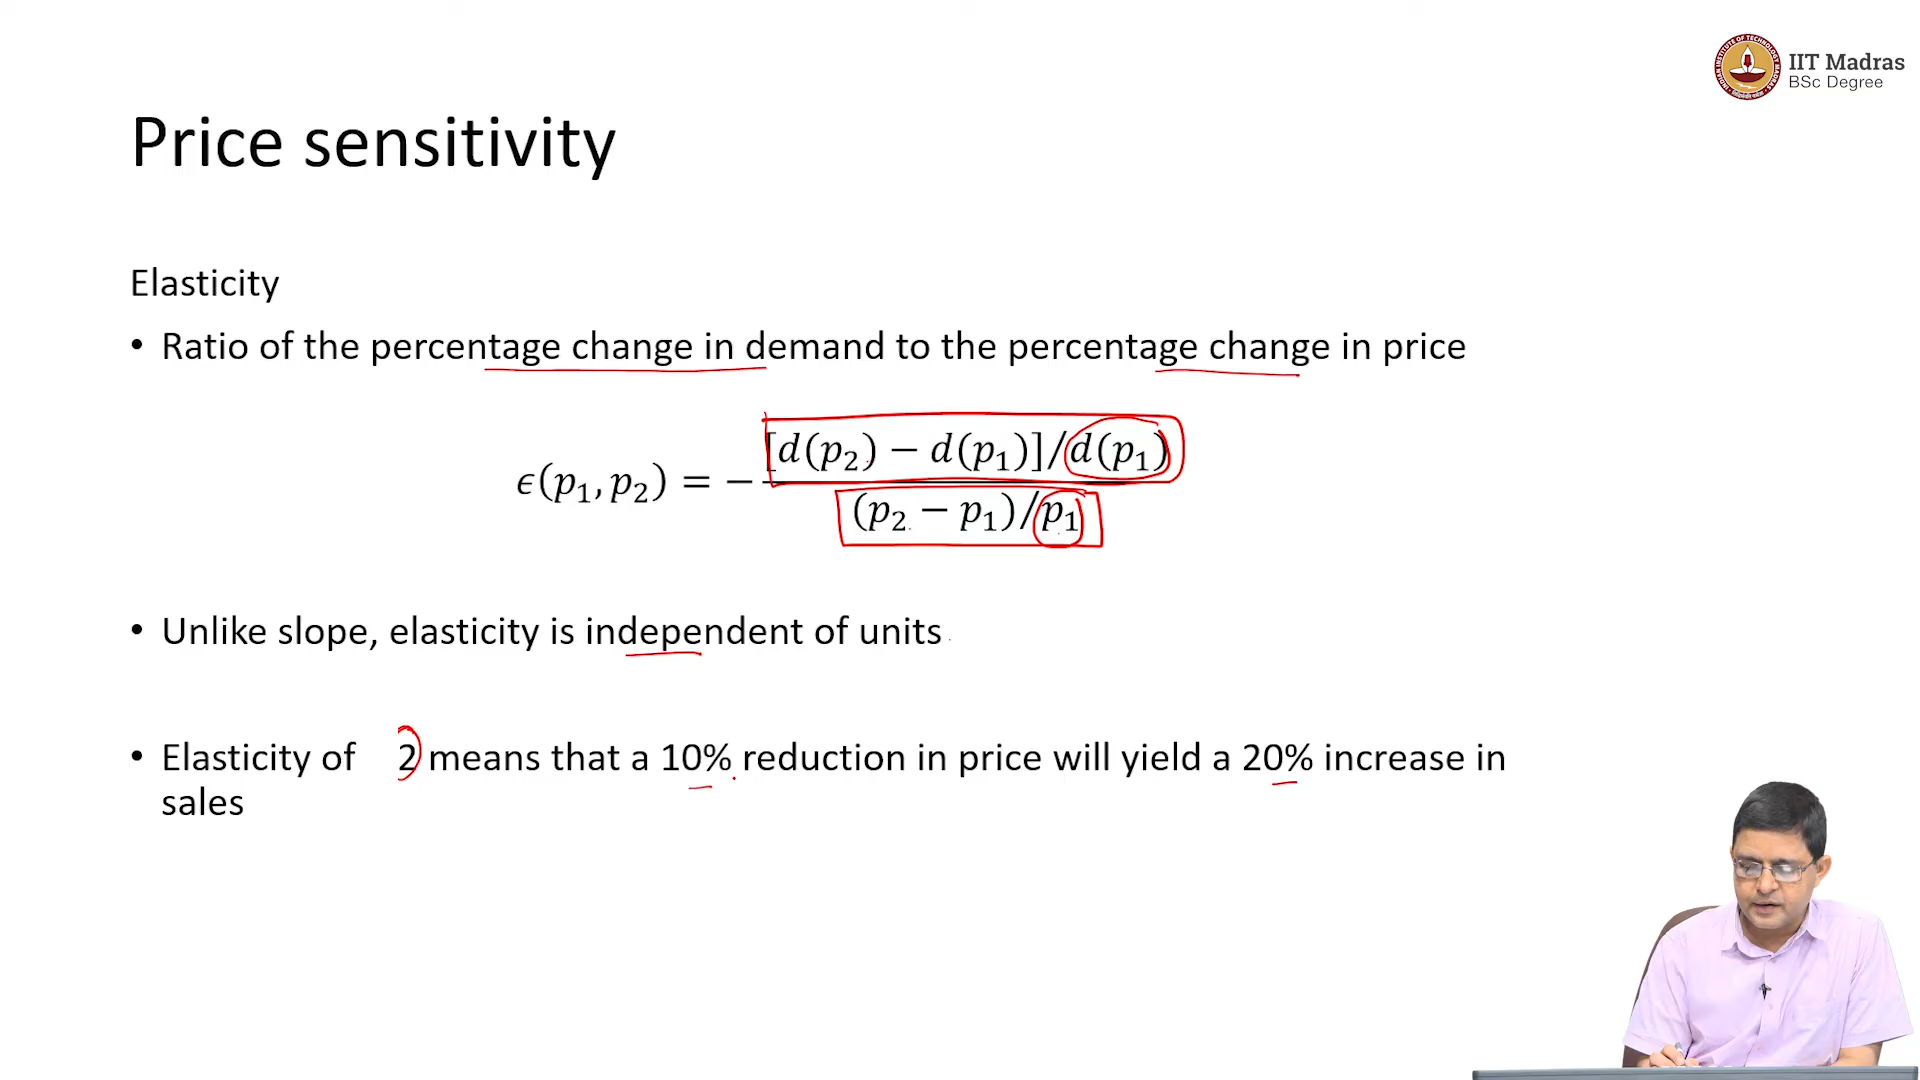 IIT Madras
BSc Degree
Price sensitivity
Elasticity
• Ratio of the percentage change in demand to the percentage change in price
ϵ(p₁, p₂) = − [d(p₂) − d(p₁)]/d(p₁)
(p₂ − p₁)/p₁
• Unlike slope, elasticity is independent of units
• Elasticity of 2 means that a 10% reduction in price will yield a 20% increase in
sales